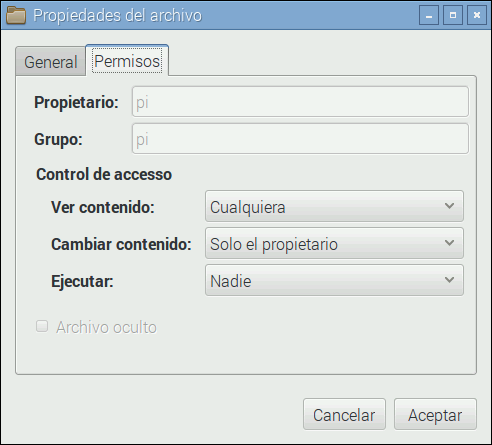 Propiedades del archivo
General Permisos
Propietario: pi
Grupo: pi
Control de accesso
Ver contenido: Cualquiera
Cambiar contenido: Solo el propietario
Ejecutar: Nadie
Archivo oculto
Cancelar Aceptar